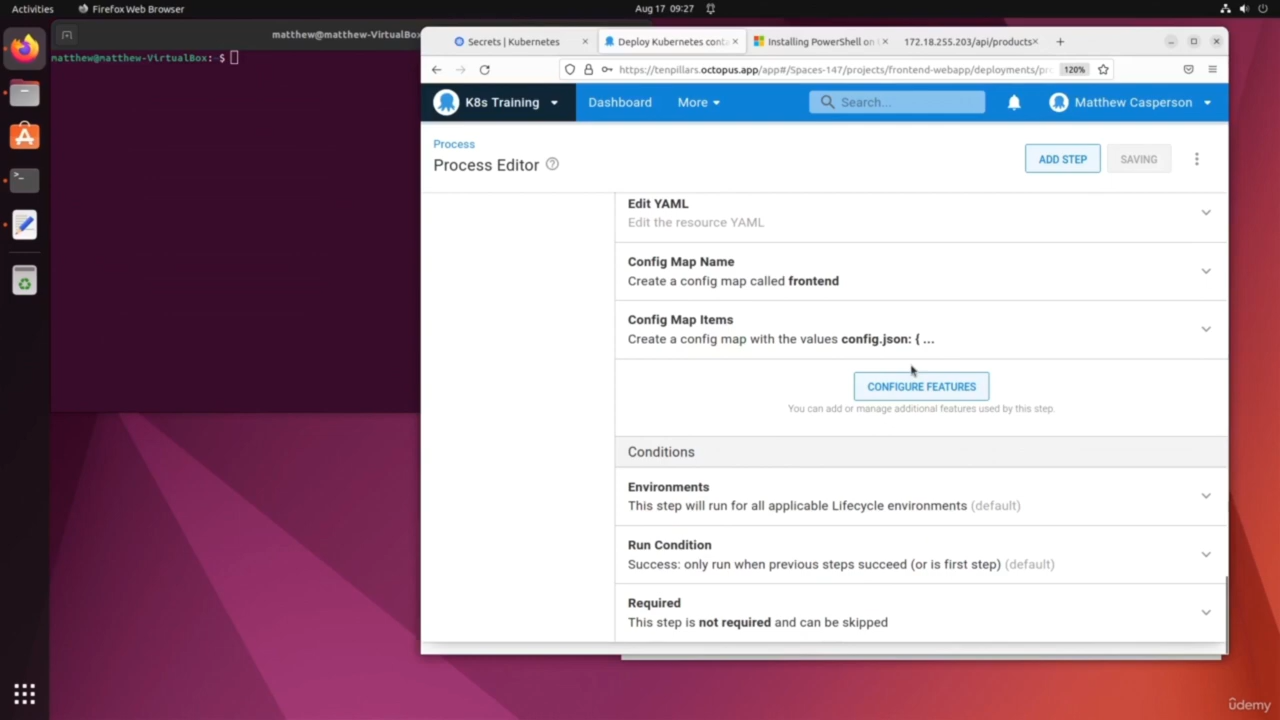 Activities
Firefox Web Browser
Aug 17 09:27
matthew@matthew-VirtualBox:
matthew@matthew-VirtualBox:~$
Secrets | Kubernetes
Deploy Kubernetes cont
Installing PowerShell on
172.18.255.203/api/products
https://tenpillars.octopus.app/app#/Spaces-147/projects/frontend-webapp/deployments/pr
120%
K8s Training
Dashboard
More
Search...
Matthew Casperson
Process
Process Editor
ADD STEP
SAVING
Edit YAML
Edit the resource YAML
Config Map Name
Create a config map called frontend
Config Map Items
Create a config map with the values config.json: { ...
CONFIGURE FEATURES
You can add or manage additional features used by this step.
Conditions
Environments
This step will run for all applicable Lifecycle environments (default)
Run Condition
Success: only run when previous steps succeed (or is first step) (default)
Required
This step is not required and can be skipped
ûdemy